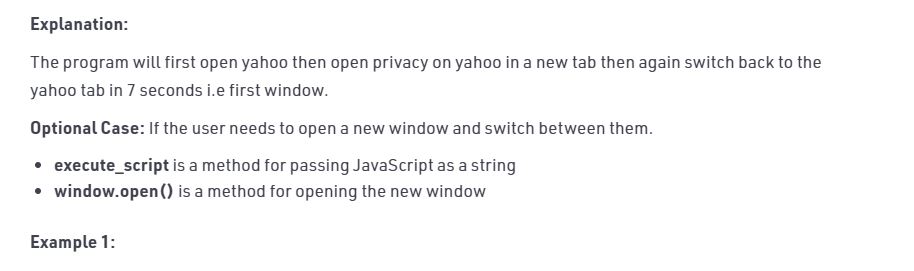 Explanation:
The program will first open yahoo then open privacy on yahoo in a new tab then again switch back to the
yahoo tab in 7 seconds i.e first window.
Optional Case: If the user needs to open a new window and switch between them.
• execute_script is a method for passing JavaScript as a string
• window.open() is a method for opening the new window
Example 1: